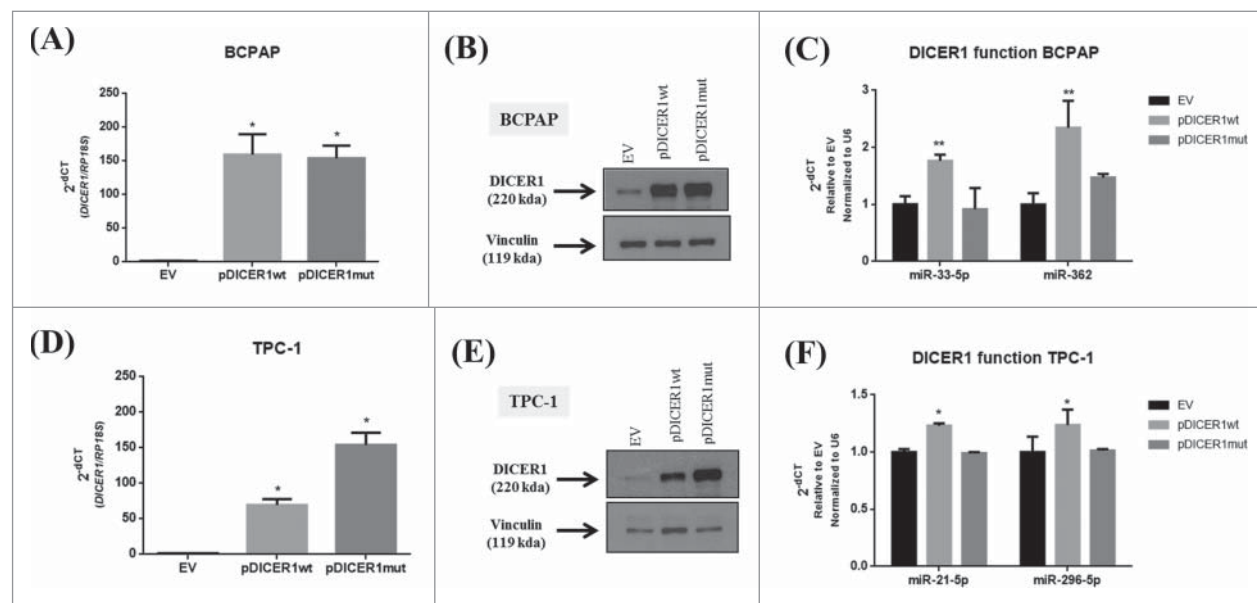 (A)
BCPAP
2^-dCT
(DICER1/RP18S)
250
200
150
100
50
0
*
*
EV
pDICER1wt
pDICER1mut
(B)
BCPAP
EV
pDICER1wt
pDICER1mut
DICER1
(220 kda)
Vinculin
(119 kda)
(C)
DICER1 function BCPAP
2^-dCT
Relative to EV
Normalized to U6
3
2
1
0
**
**
miR-33-5p
miR-362
EV
pDICER1wt
pDICER1mut
(D)
TPC-1
2^-dCT
(DICER1/RP18S)
250
200
150
100
50
0
*
*
EV
pDICER1wt
pDICER1mut
(E)
TPC-1
EV
pDICER1wt
pDICER1mut
DICER1
(220 kda)
Vinculin
(119 kda)
(F)
DICER1 function TPC-1
2^-dCT
Relative to EV
Normalized to U6
1.5
1.0
0.5
0.0
*
*
miR-21-5p
miR-296-5p
EV
pDICER1wt
pDICER1mut